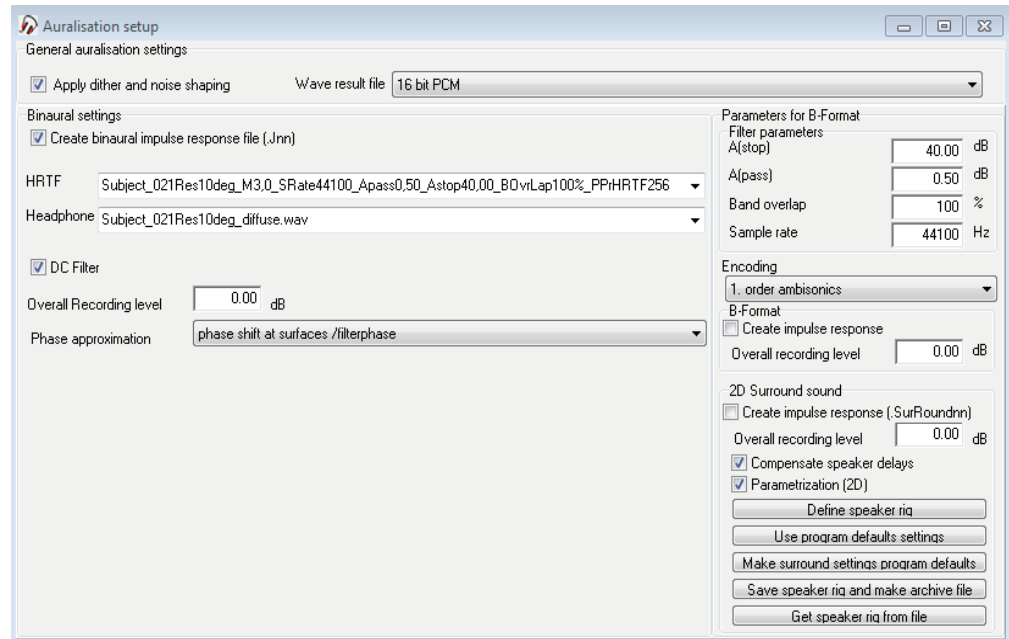 Auralisation setup
General auralisation settings
Apply dither and noise shaping Wave result file 16 bit PCM
Binaural settings
Create binaural impulse response file (.Jnn)
HRTF Subject_021Res10deg_M3,0_SRate44100_Apass0,50_Astop40,00_BOvrLap100%_PPrHRTF256
Headphone Subject_021Res10deg_diffuse.wav
DC Filter
Overall Recording level 0.00 dB
Phase approximation phase shift at surfaces /filterphase
Parameters for B-Format
Filter parameters
A(stop) 40.00 dB
A(pass) 0.50 dB
Band overlap 100 %
Sample rate 44100 Hz
Encoding
1. order ambisonics
B-Format
Create impulse response
Overall recording level 0.00 dB
2D Surround sound
Create impulse response (.SurRoundnn)
Overall recording level 0.00 dB
Compensate speaker delays
Parametrization (2D)
Define speaker rig
Use program defaults settings
Make surround settings program defaults
Save speaker rig and make archive file
Get speaker rig from file